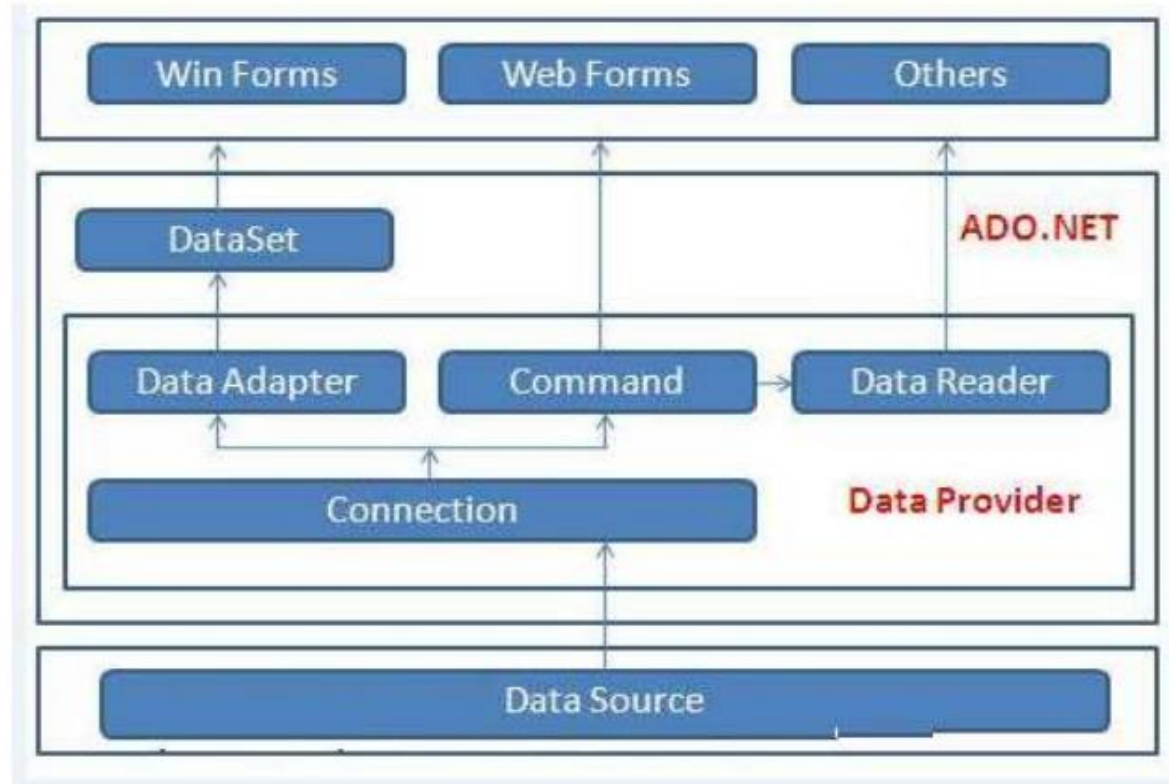 Win Forms
Web Forms
Others
DataSet
ADO.NET
Data Adapter
Command
Data Reader
Connection
Data Provider
Data Source